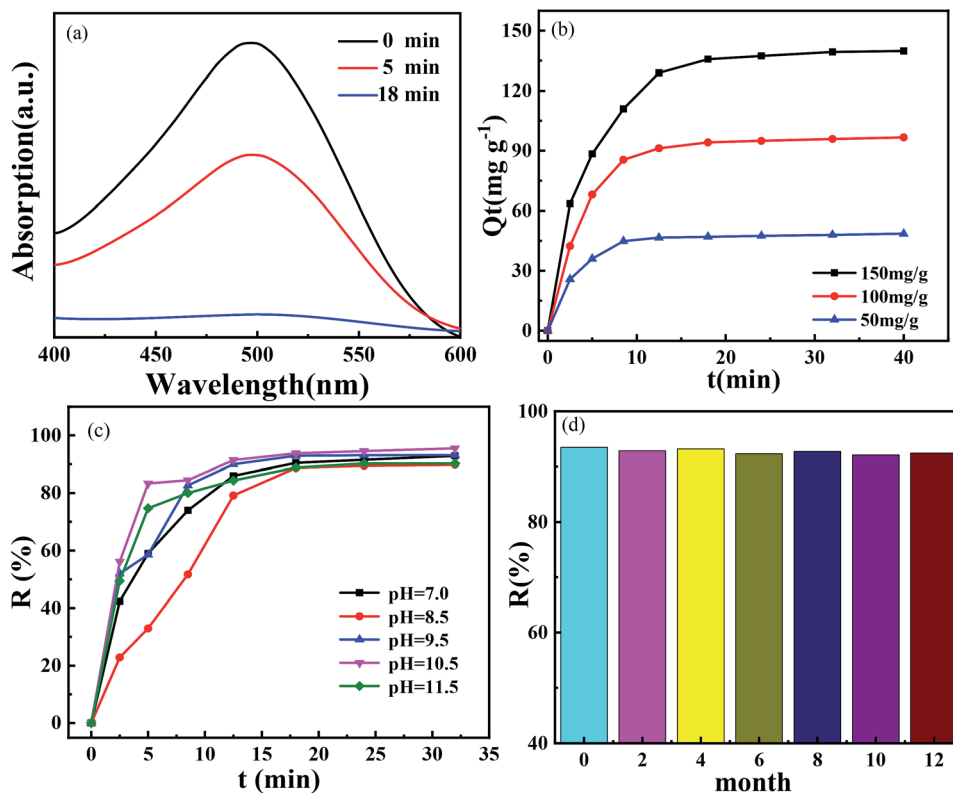 (a)
0 min
5 min
18 min
Absorption(a.u.)
400 450 500 550 600
Wavelength(nm)
(b)
150
120
90
60
30
0
Qt(mg g⁻¹)
150mg/g
100mg/g
50mg/g
0 10 20 30 40
t(min)
(c)
100
80
60
40
20
0
R (%)
pH=7.0
pH=8.5
pH=9.5
pH=10.5
pH=11.5
0 5 10 15 20 25 30 35
t (min)
(d)
100
80
60
40
R(%)
0 2 4 6 8 10 12
month